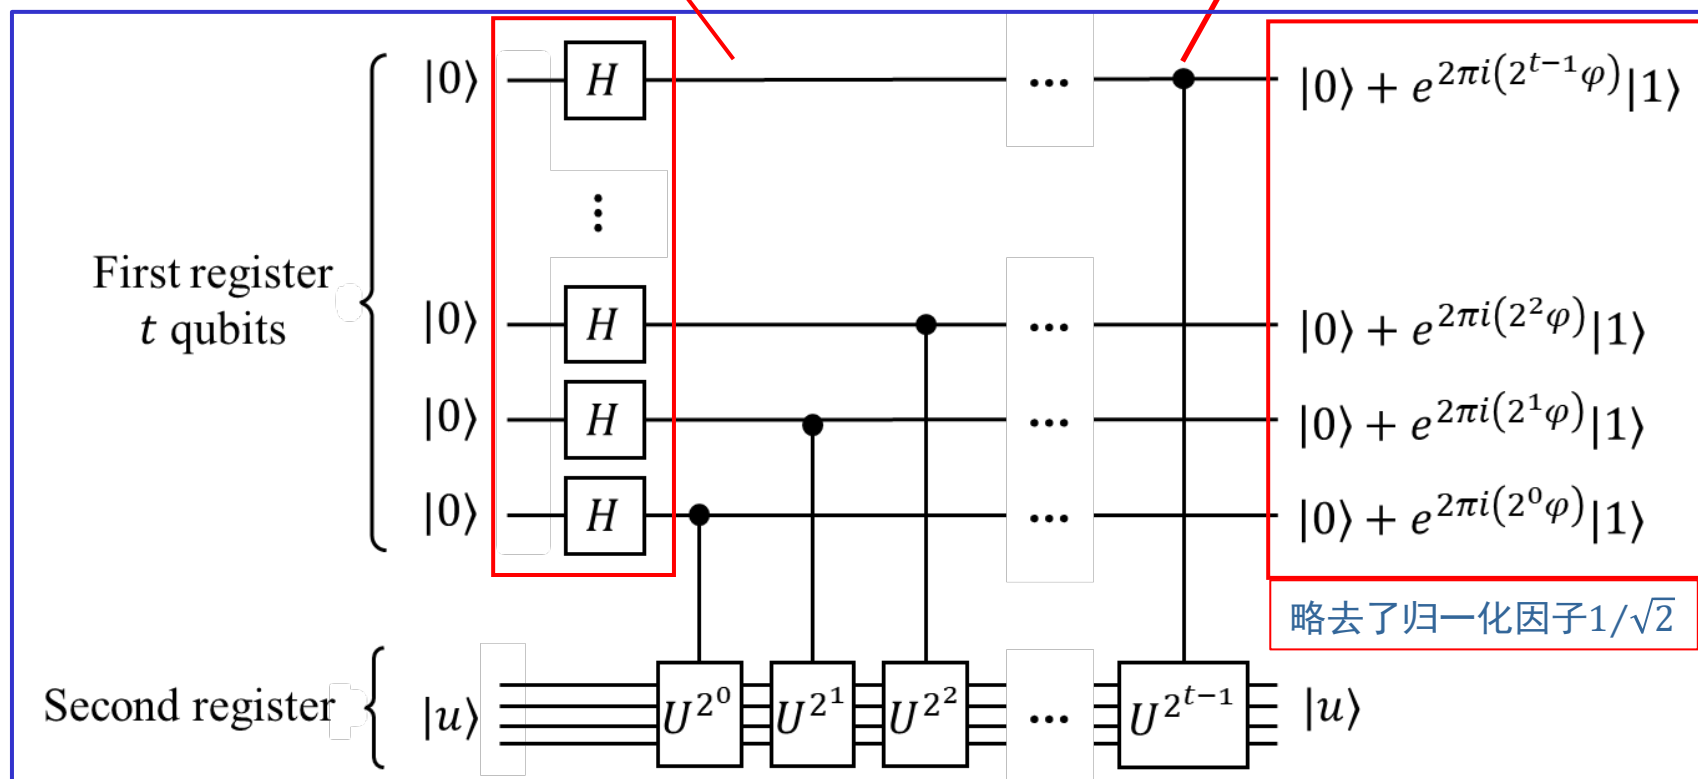 |0⟩ H ... |0⟩ + e^{2πi(2^{t−1}φ)}|1⟩
⋮
First register
t qubits
|0⟩ H ... |0⟩ + e^{2πi(2^2φ)}|1⟩
|0⟩ H ... |0⟩ + e^{2πi(2^1φ)}|1⟩
|0⟩ H ... |0⟩ + e^{2πi(2^0φ)}|1⟩
略去了归一化因子1/√2
Second register |u⟩ U^{2^0} U^{2^1} U^{2^2} ... U^{2^{t−1}} |u⟩